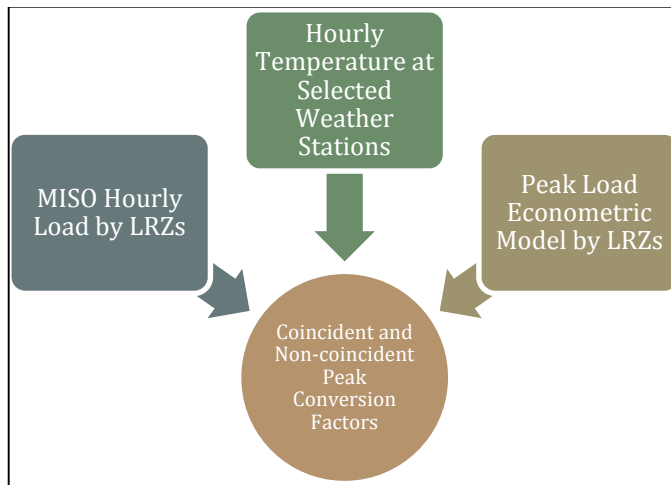 Hourly
Temperature at
Selected
Weather
Stations
MISO Hourly
Load by LRZs
Peak Load
Econometric
Model by LRZs
Coincident and
Non-coincident
Peak
Conversion
Factors